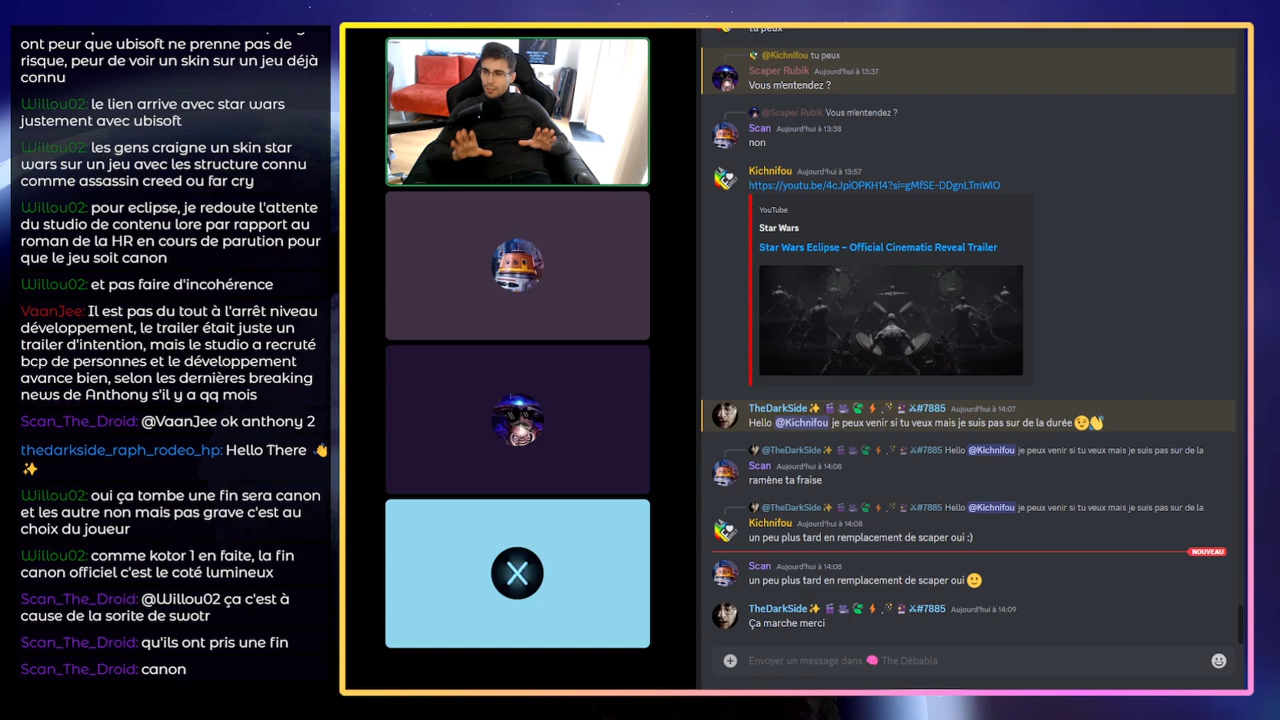 ont peur que ubisoft ne prenne pas de
risque, peut voir un skin sur un jeu déjà
connu
Willou02: le lien arrive avec star wars
justement avec ubisoft
Willou02: les gens craigne un skin star
wars sur un jeu avec les structure connu
comme assassin creed ou far cry
Willou02: pour eclipse, je redoute l'attente
du studio de contenu lore par rapport au
roman de la HR en cours de parution pour
que le jeu soit canon
Willou02: et pas faire d'incohérence
VaanJee: Il est pas du tout à l'arrêt niveau
développement, le trailer était juste un
trailer d'intention, mais le studio a recruté
bcp de personnes et le développement
avance bien, selon les dernières breaking
news de Anthony s'il y a qq mois
Scan_The_Droid: @VaanJee ok anthony 2
thedarkside_raph_rodeo_hp: Hello There 👋
✨
Willou02: oui ça tombe une fin sera canon
et les autre non mais pas grave c'est au
choix du joueur
Willou02: comme kotor 1 en faite, la fin
canon officiel c'est le coté lumineux
Scan_The_Droid: @Willou02 ça c'est à
cause de la sorite de swotr
Scan_The_Droid: qu'ils ont pris une fin
Scan_The_Droid: canon
tu peux
@Kichnifou tu peux
Scaper Rubik Aujourd'hui à 13:37
Vous m'entendez ?
@Scaper Rubik Vous m'entendez ?
Scan Aujourd'hui à 13:38
non
Kichnifou Aujourd'hui à 13:57
https://youtu.be/4cJpiOPKH14?si=gMfSE-DDgnLTmWIO
YouTube
Star Wars
Star Wars Eclipse – Official Cinematic Reveal Trailer
TheDarkSide✨ #7885 Aujourd'hui à 14:07
Hello @Kichnifou je peux venir si tu veux mais je suis pas sur de la durée 😉👋
@TheDarkSide✨ #7885 Hello @Kichnifou je peux venir si tu veux mais je suis pas sur de la
Scan Aujourd'hui à 14:08
ramène ta fraise
@TheDarkSide✨ #7885 Hello @Kichnifou je peux venir si tu veux mais je suis pas sur de la
Kichnifou Aujourd'hui à 14:08
un peu plus tard en remplacement de scaper oui :)
NOUVEAU
Scan Aujourd'hui à 14:08
un peu plus tard en remplacement de scaper oui 🙂
TheDarkSide✨ #7885 Aujourd'hui à 14:09
Ça marche merci
Envoyer un message dans 🧠 The Débabla